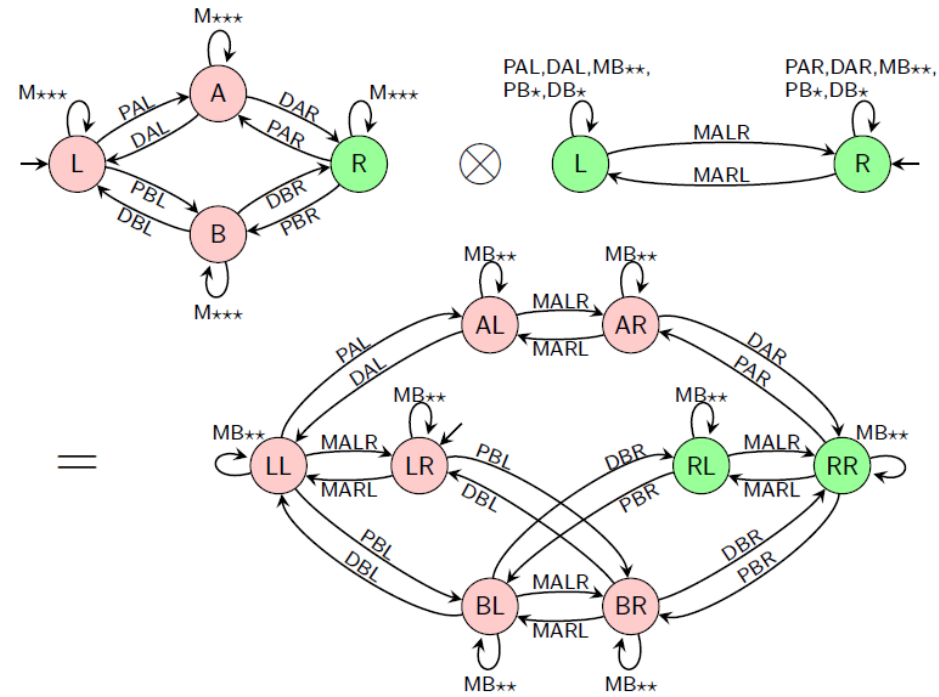 M⋆⋆⋆
A
M⋆⋆⋆
PAL
DAL
DAR
PAR
M⋆⋆⋆
L
R
PBL
DBL
DBR
PBR
B
M⋆⋆⋆
⊗
PAL,DAL,MB⋆⋆,
PB⋆,DB⋆
PAR,DAR,MB⋆⋆,
PB⋆,DB⋆
L
MALR
MARL
R
=
MB⋆⋆
MB⋆⋆
AL
MALR
MARL
AR
PAL
DAL
DAR
PAR
MB⋆⋆
MB⋆⋆
MB⋆⋆
LL
MALR
MARL
LR
PBL
DBL
DBR
PBR
RL
MALR
MARL
RR
MB⋆⋆
PBL
DBL
DBR
PBR
BL
MALR
MARL
BR
MB⋆⋆
MB⋆⋆